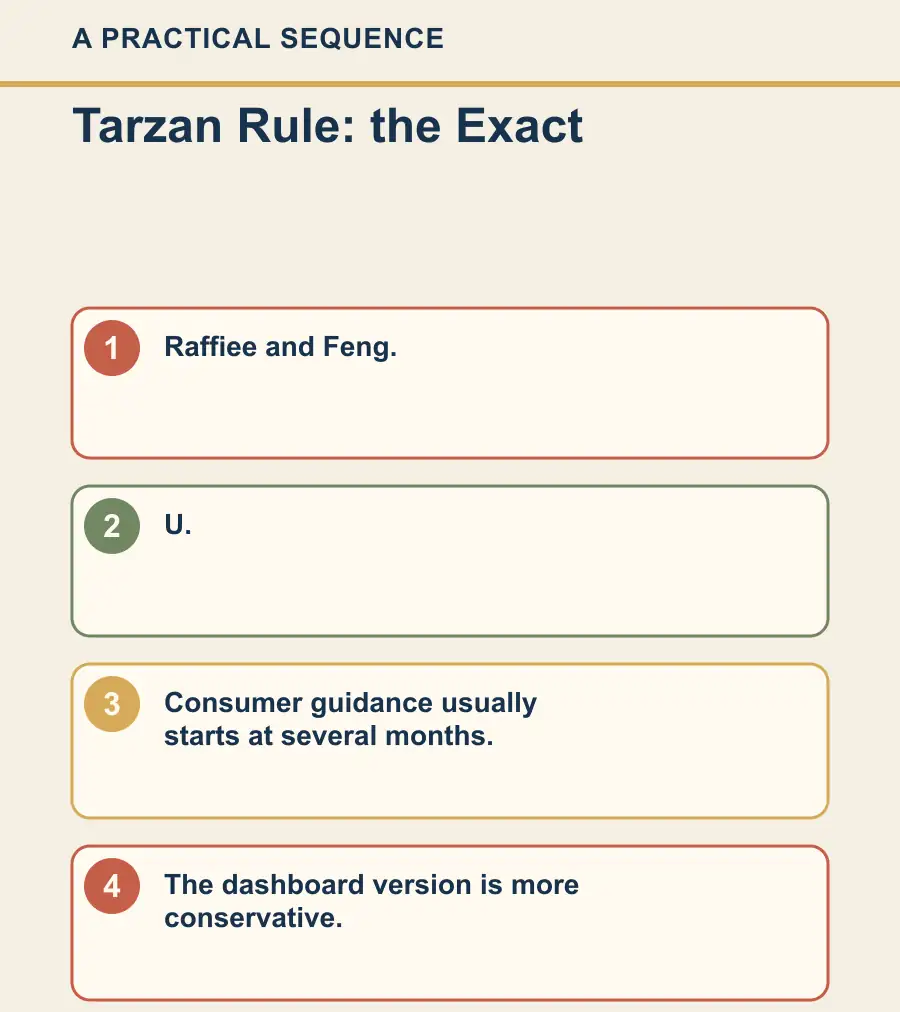 A PRACTICAL SEQUENCE
Tarzan Rule: the Exact
1
Raffiee and Feng.
2
U.
3
Consumer guidance usually
starts at several months.
4
The dashboard version is more
conservative.